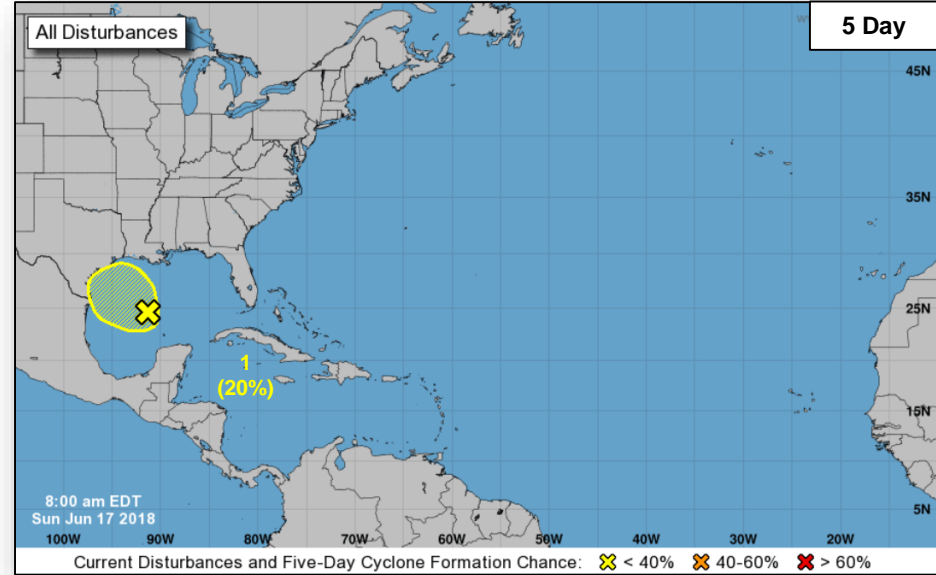 All Disturbances
5 Day
45N
35N
25N
1
(20%)
15N
8:00 am EDT
Sun Jun 17 2018
5N
100W 90W 80W 70W 60W 50W 40W 30W 20W
Current Disturbances and Five-Day Cyclone Formation Chance: < 40% 40-60% > 60%